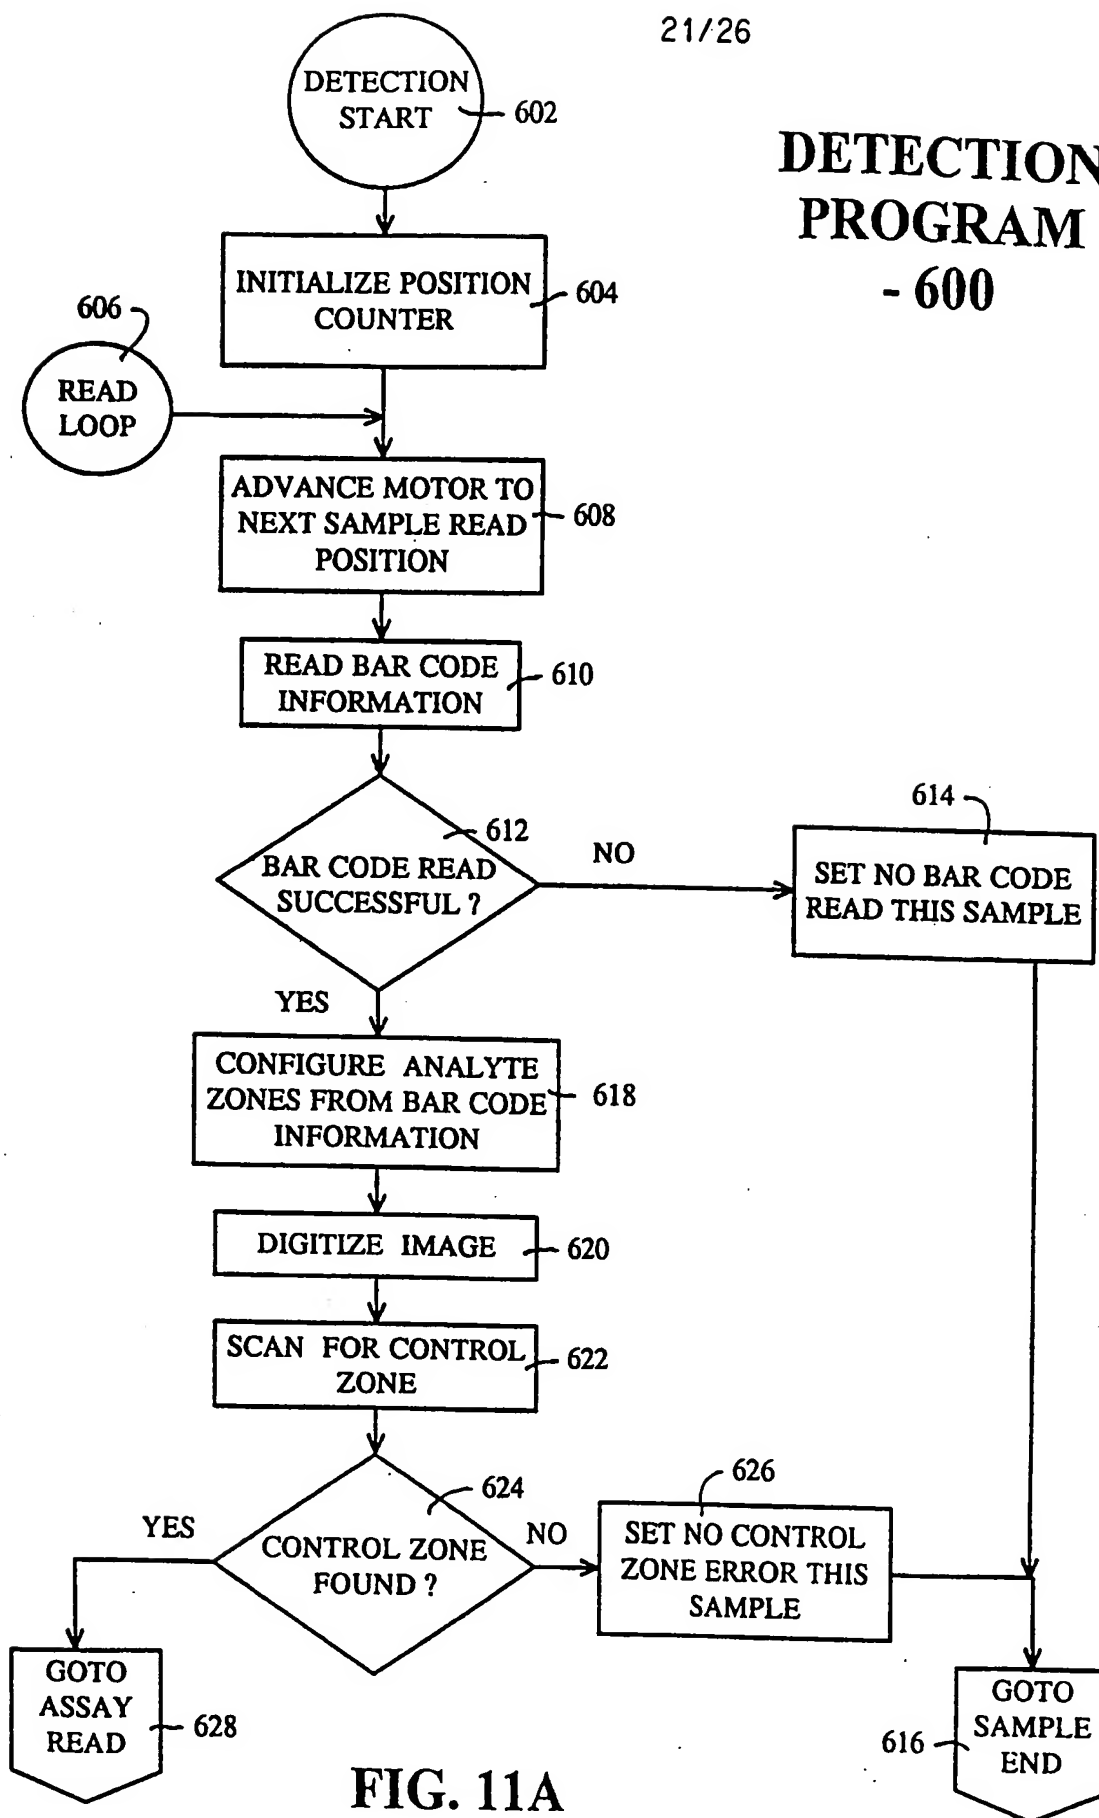 21/26
DETECTION
PROGRAM
- 600
DETECTION
START
602
INITIALIZE POSITION
COUNTER
604
606
READ
LOOP
ADVANCE MOTOR TO
NEXT SAMPLE READ
POSITION
608
READ BAR CODE
INFORMATION
610
612
BAR CODE READ
SUCCESSFUL ?
NO
614
SET NO BAR CODE
READ THIS SAMPLE
YES
CONFIGURE ANALYTE
ZONES FROM BAR CODE
INFORMATION
618
DIGITIZE IMAGE
620
SCAN FOR CONTROL
ZONE
622
624
CONTROL ZONE
FOUND ?
YES
NO
626
SET NO CONTROL
ZONE ERROR THIS
SAMPLE
GOTO
ASSAY
READ
628
GOTO
SAMPLE
END
616
FIG. 11A